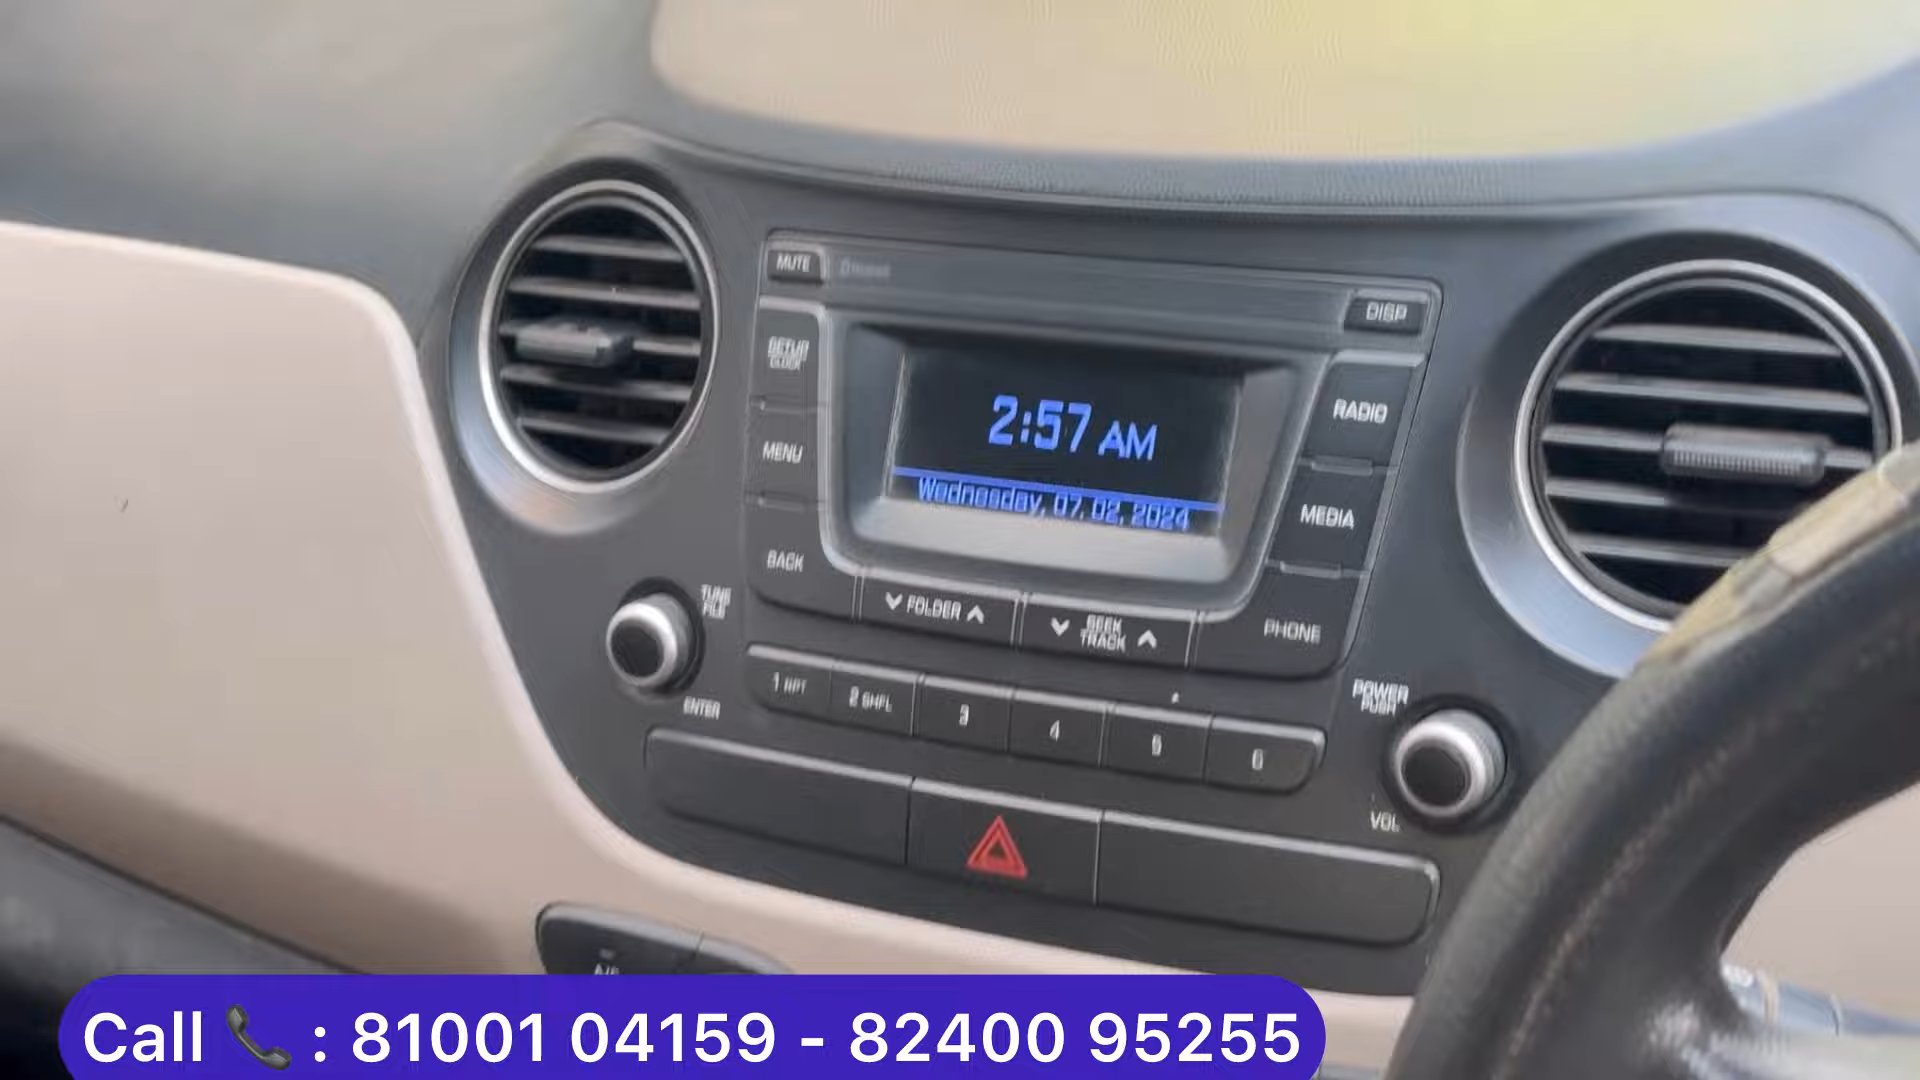 MUTE
DISP
SETUP
CLOCK
2:57 AM
RADIO
MENU
Wednesday, 07. 02. 2024
MEDIA
BACK
FOLDER
SEEK
TRACK
PHONE
TUNE
FILE
1 RPT
2 SHFL
3
4
5
6
ENTER
POWER
PUSH
VOL
Call 📞 : 81001 04159 - 82400 95255